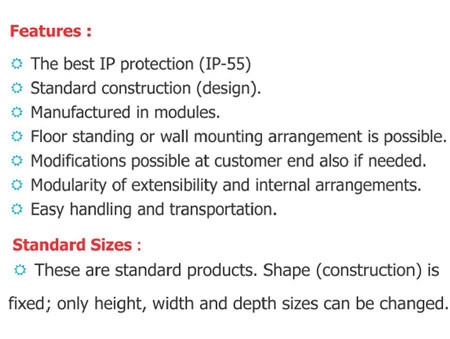 Features :
The best IP protection (IP-55)
Standard construction (design).
Manufactured in modules.
Floor standing or wall mounting arrangement is possible.
Modifications possible at customer end also if needed.
Modularity of extensibility and internal arrangements.
Easy handling and transportation.
Standard Sizes :
These are standard products. Shape (construction) is
fixed; only height, width and depth sizes can be changed.